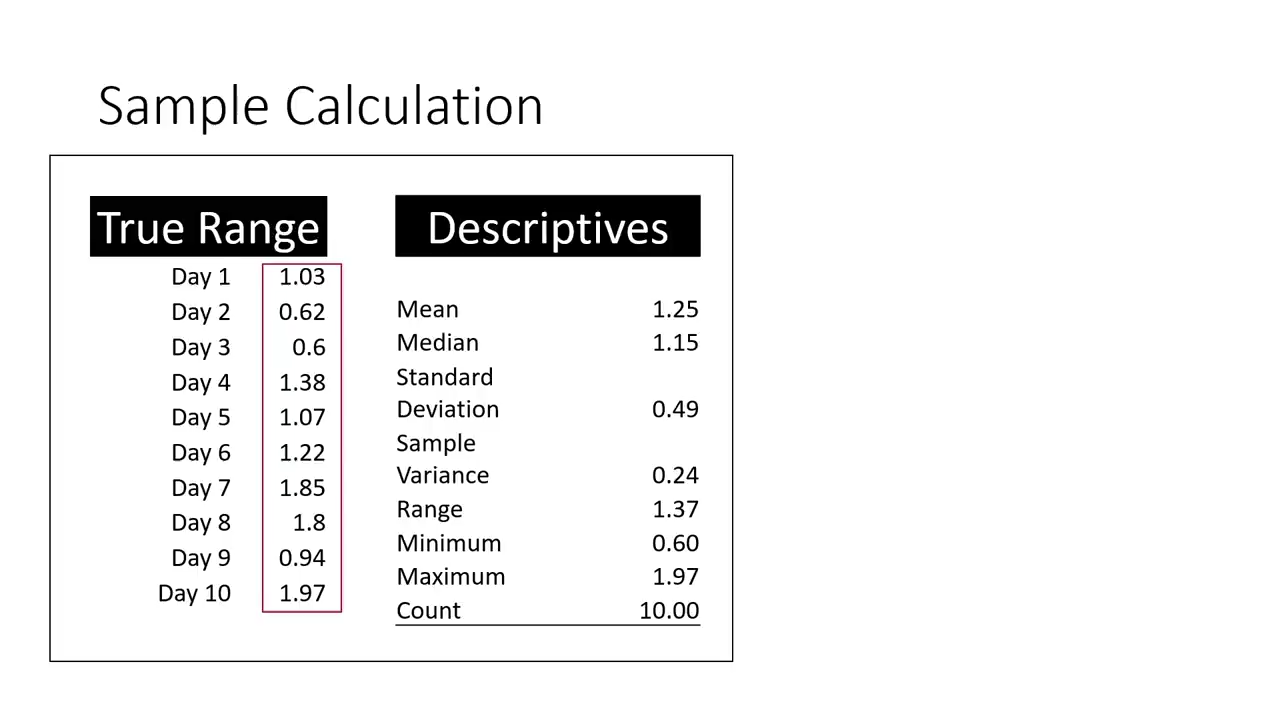 Sample Calculation
True Range
Day 1 1.03
Day 2 0.62
Day 3 0.6
Day 4 1.38
Day 5 1.07
Day 6 1.22
Day 7 1.85
Day 8 1.8
Day 9 0.94
Day 10 1.97
Descriptives
Mean 1.25
Median 1.15
Standard
Deviation 0.49
Sample
Variance 0.24
Range 1.37
Minimum 0.60
Maximum 1.97
Count 10.00